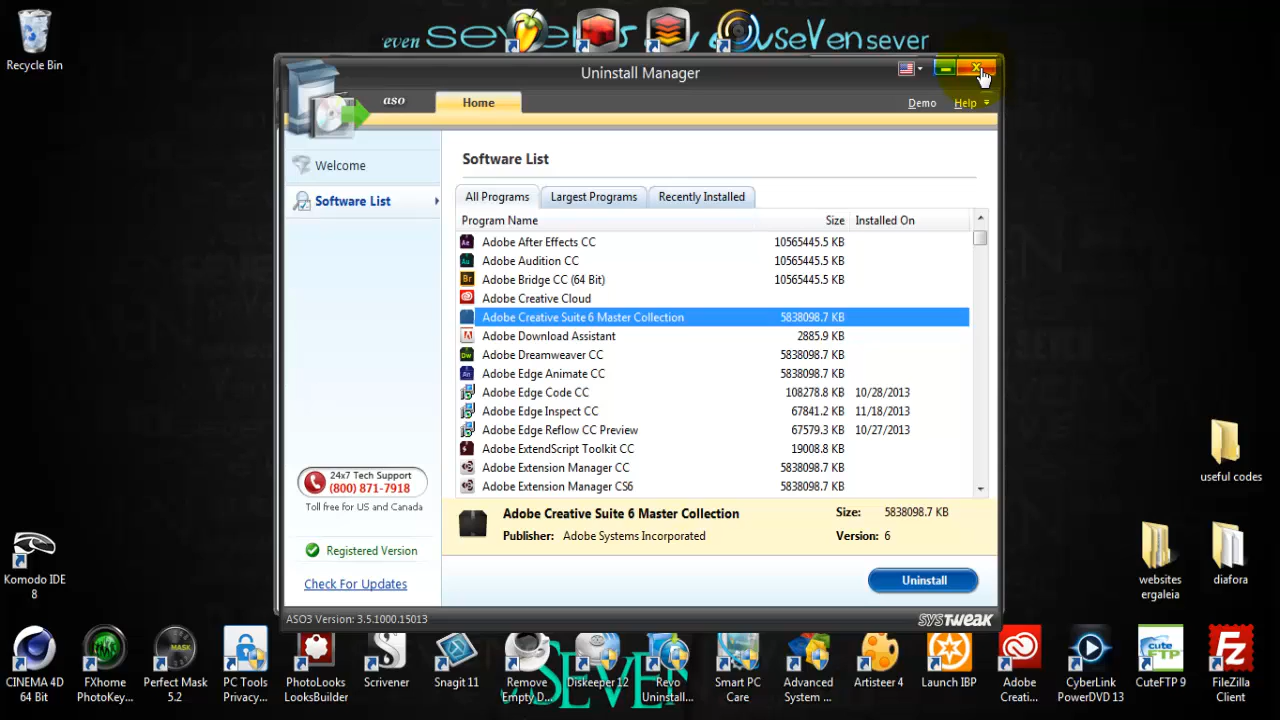 Recycle Bin
even
seVen
sever
Uninstall Manager
aso
Home
Demo
Help
Welcome
Software List
Software List
All Programs
Largest Programs
Recently Installed
Program Name
Size
Installed On
Adobe After Effects CC 10565445.5 KB
Adobe Audition CC 10565445.5 KB
Adobe Bridge CC (64 Bit) 10565445.5 KB
Adobe Creative Cloud
Adobe Creative Suite 6 Master Collection 5838098.7 KB
Adobe Download Assistant 2885.9 KB
Adobe Dreamweaver CC 5838098.7 KB
Adobe Edge Animate CC 5838098.7 KB
Adobe Edge Code CC 108278.8 KB 10/28/2013
Adobe Edge Inspect CC 67841.2 KB 11/18/2013
Adobe Edge Reflow CC Preview 67579.3 KB 10/27/2013
Adobe ExtendScript Toolkit CC 19008.8 KB
Adobe Extension Manager CC 5838098.7 KB
Adobe Extension Manager CS6 5838098.7 KB
24x7 Tech Support
(800) 871-7918
Toll free for US and Canada
Registered Version
Check For Updates
Adobe Creative Suite 6 Master Collection
Size: 5838098.7 KB
Publisher: Adobe Systems Incorporated
Version: 6
Uninstall
ASO3 Version: 3.5.1000.15013
SYSTWEAK
useful codes
Komodo IDE
8
websites
ergaleia
diafora
CINEMA 4D
64 Bit
FXhome
PhotoKey...
Perfect Mask
5.2
PC Tools
Privacy...
PhotoLooks
LooksBuilder
Scrivener
Snagit 11
Remove
Empty D...
Diskeeper 12
Revo
Uninstall...
Smart PC
Care
Advanced
System ...
Artisteer 4
Launch IBP
Adobe
Creati...
CyberLink
PowerDVD 13
CuteFTP 9
FileZilla
Client
SEVEN